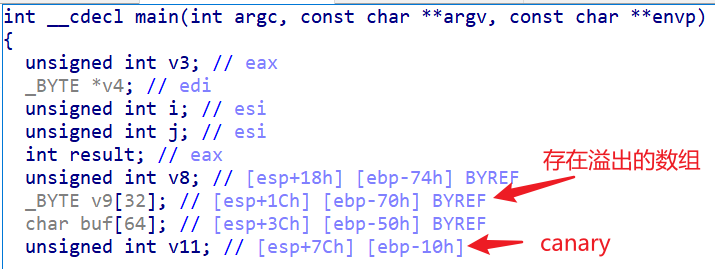 int __cdecl main(int argc, const char **argv, const char **envp)
{
unsigned int v3; // eax
_BYTE *v4; // edi
unsigned int i; // esi
unsigned int j; // esi
int result; // eax
存在溢出的数组
unsigned int v8; // [esp+18h] [ebp-74h] BYREF
_BYTE v9[32]; // [esp+1Ch] [ebp-70h] BYREF
char buf[64]; // [esp+3Ch] [ebp-50h] BYREF
unsigned int v11; // [esp+7Ch] [ebp-10h]
canary